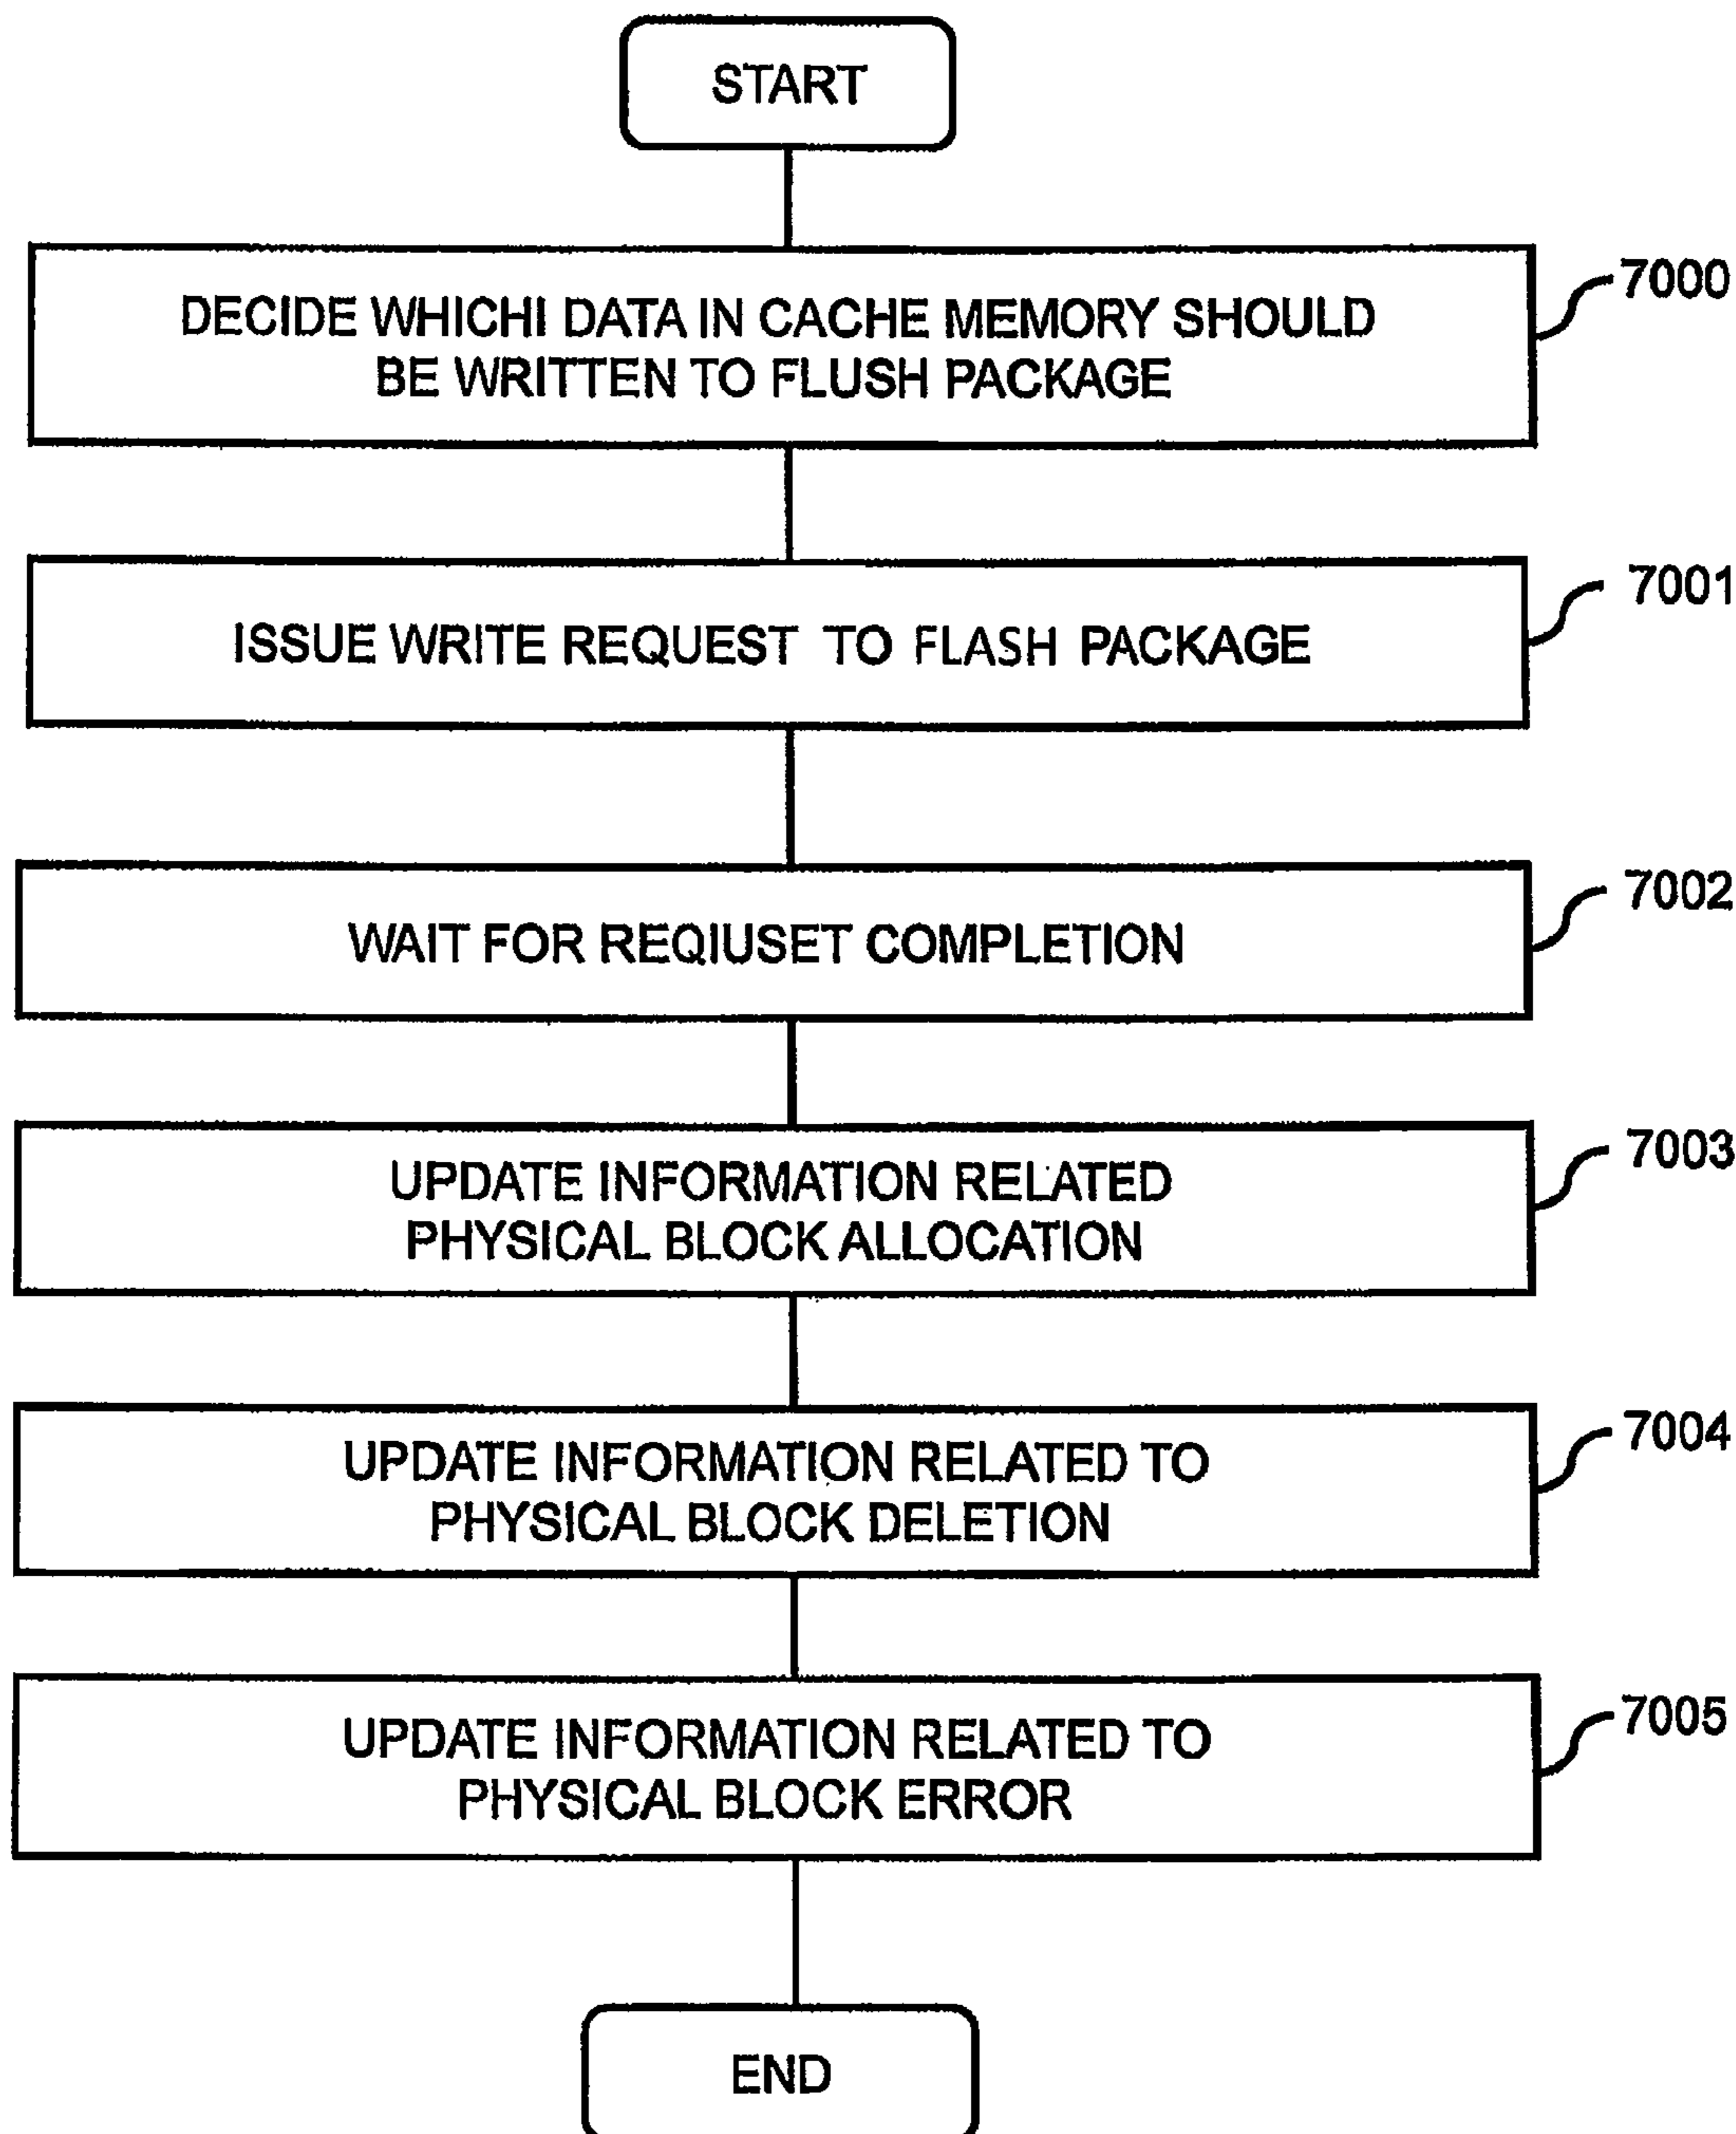 START
DECIDE WHICHI DATA IN CACHE MEMORY SHOULD
BE WRITTEN TO FLUSH PACKAGE
7000
ISSUE WRITE REQUEST TO FLASH PACKAGE
7001
WAIT FOR REQIUSET COMPLETION
7002
UPDATE INFORMATION RELATED
PHYSICAL BLOCK ALLOCATION
7003
UPDATE INFORMATION RELATED TO
PHYSICAL BLOCK DELETION
7004
UPDATE INFORMATION RELATED TO
PHYSICAL BLOCK ERROR
7005
END